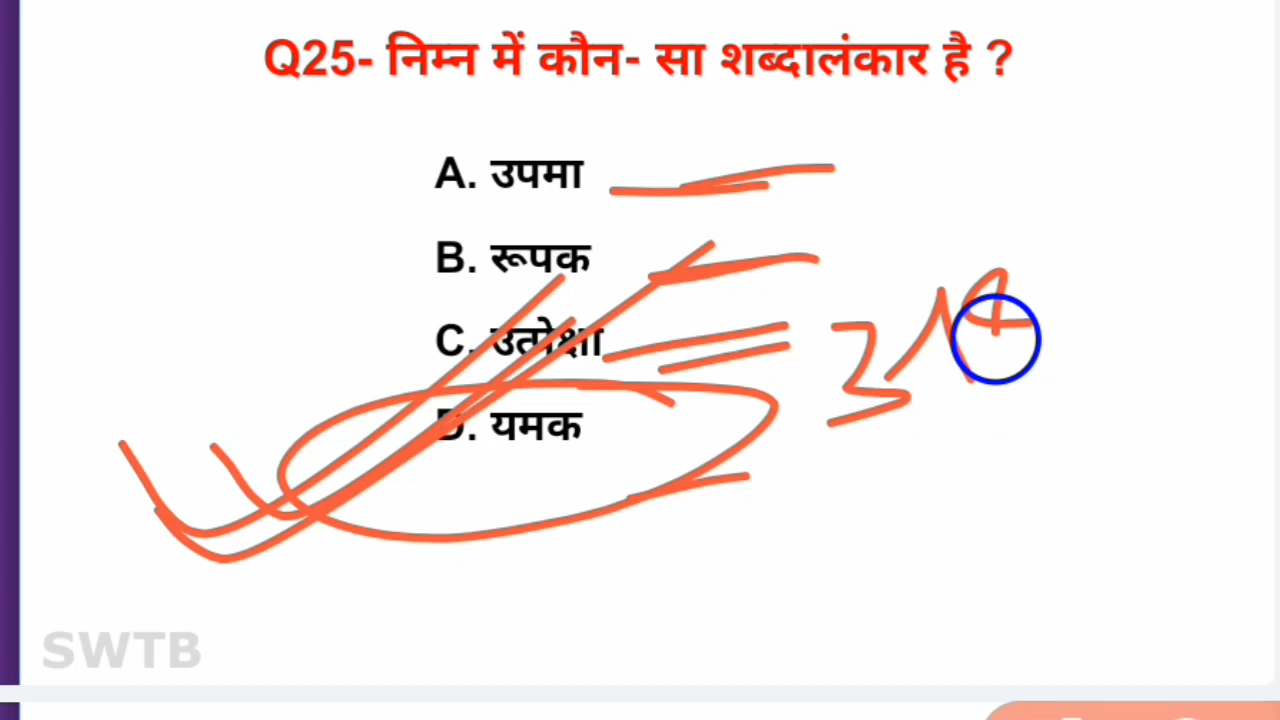 Q25- निम्न में कौन- सा शब्दालंकार है ?
A. उपमा
B. रूपक
C. उत्प्रेक्षा
D. यमक
SWTB